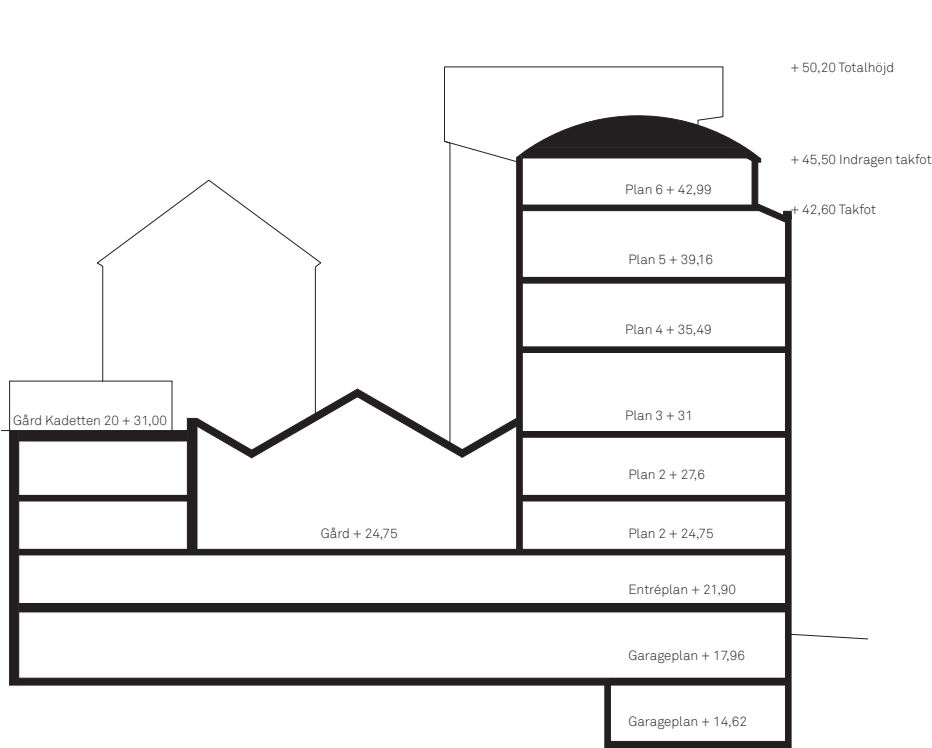 + 50,20 Totalhöjd
+ 45,50 Indragen takfot
Plan 6 + 42,99
+ 42,60 Takfot
Plan 5 + 39,16
Plan 4 + 35,49
Plan 3 + 31
Gård Kadetten 20 + 31,00
Plan 2 + 27,6
Gård + 24,75
Plan 2 + 24,75
Entréplan + 21,90
Garageplan + 17,96
Garageplan + 14,62